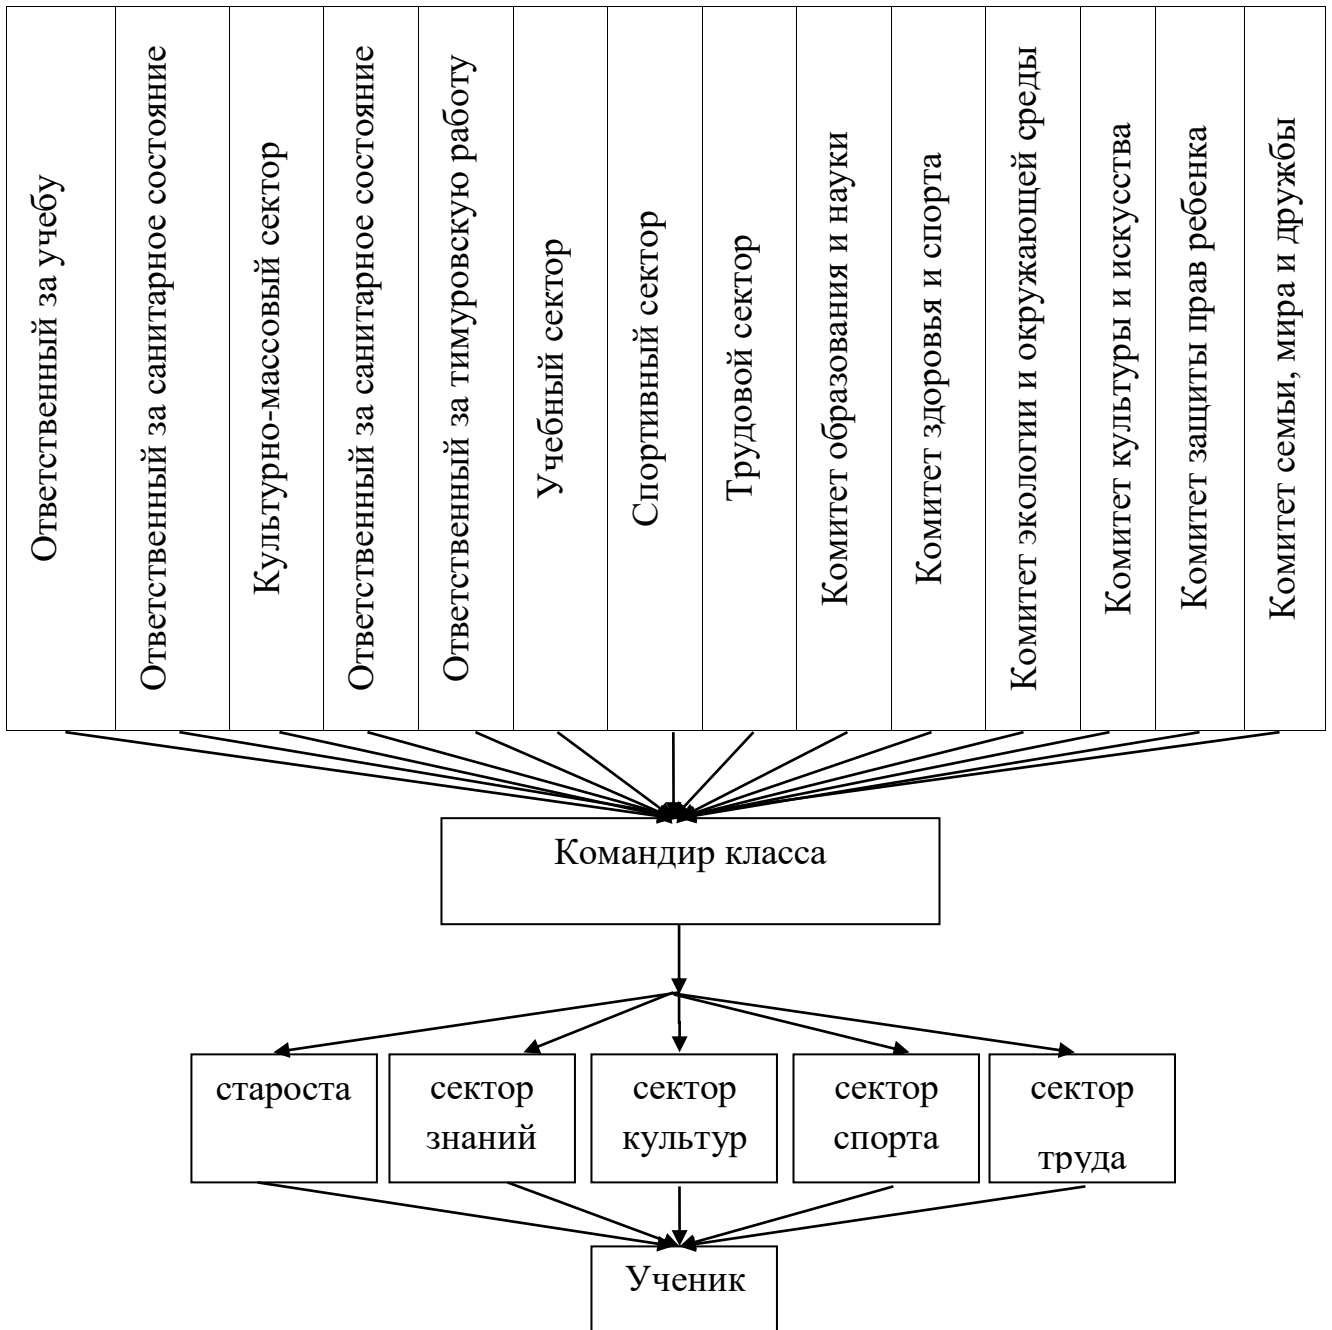 Ответственный за учебу
Ответственный за санитарное состояние
Культурно-массовый сектор
Ответственный за санитарное состояние
Ответственный за тимуровскую работу
Учебный сектор
Спортивный сектор
Трудовой сектор
Комитет образования и науки
Комитет здоровья и спорта
Комитет экологии и окружающей среды
Комитет культуры и искусства
Комитет защиты прав ребенка
Комитет семьи, мира и дружбы
Командир класса
староста
сектор
знаний
сектор
культур
сектор
спорта
сектор
труда
Ученик